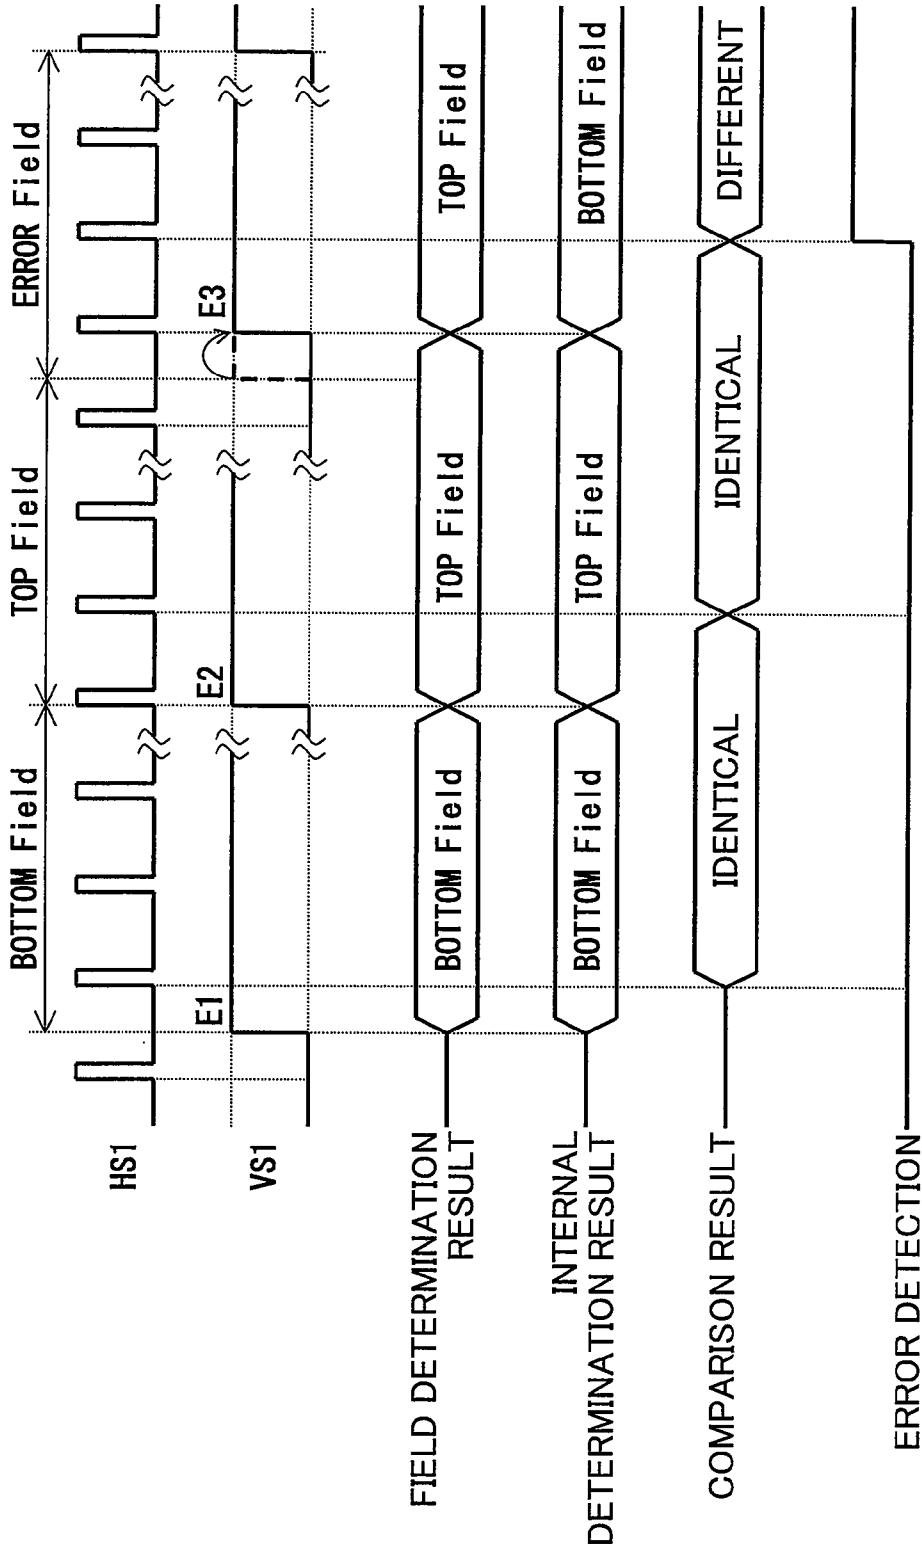 BOTTOM Field
TOP Field
ERROR Field
HS1
VS1
E1
E2
E3
FIELD DETERMINATION
RESULT
BOTTOM Field
TOP Field
TOP Field
INTERNAL
DETERMINATION RESULT
BOTTOM Field
TOP Field
BOTTOM Field
COMPARISON RESULT
IDENTICAL
IDENTICAL
DIFFERENT
ERROR DETECTION